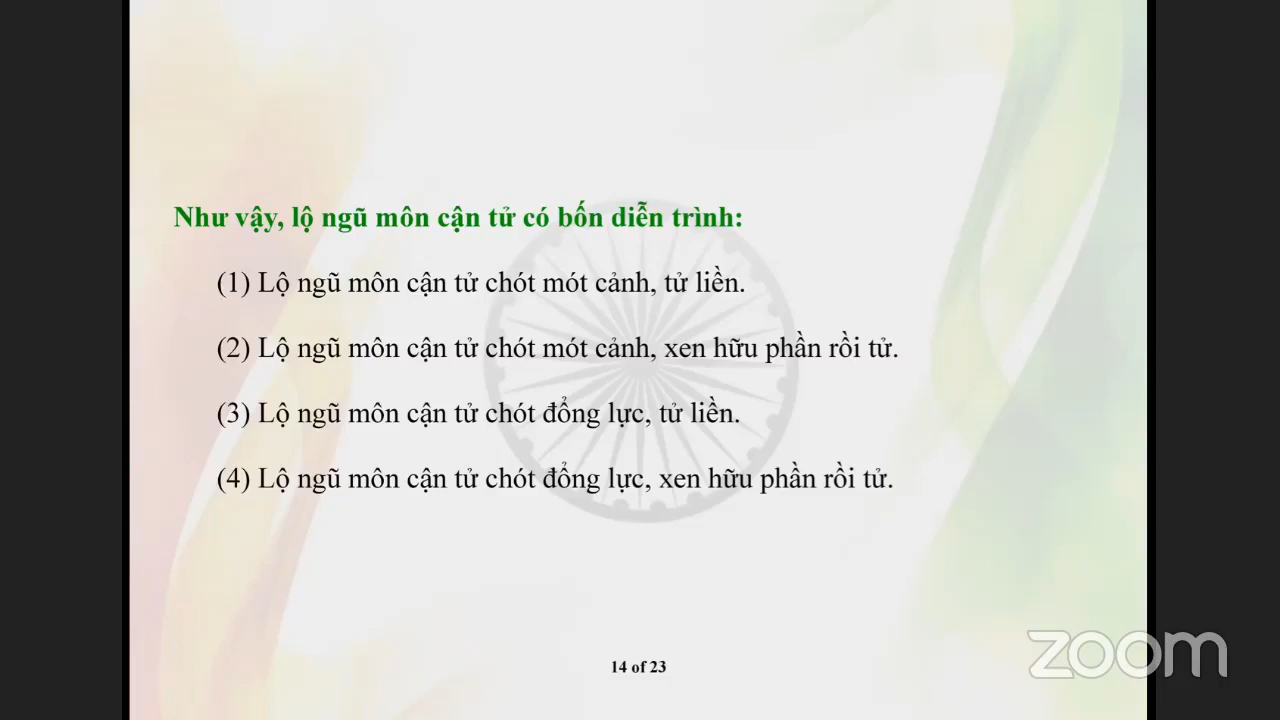 Như vậy, lộ ngũ môn cận tử có bốn diễn trình:
(1) Lộ ngũ môn cận tử chót mót cảnh, tử liền.
(2) Lộ ngũ môn cận tử chót mót cảnh, xen hữu phần rồi tử.
(3) Lộ ngũ môn cận tử chót đổng lực, tử liền.
(4) Lộ ngũ môn cận tử chót đổng lực, xen hữu phần rồi tử.
14 of 23
zoom